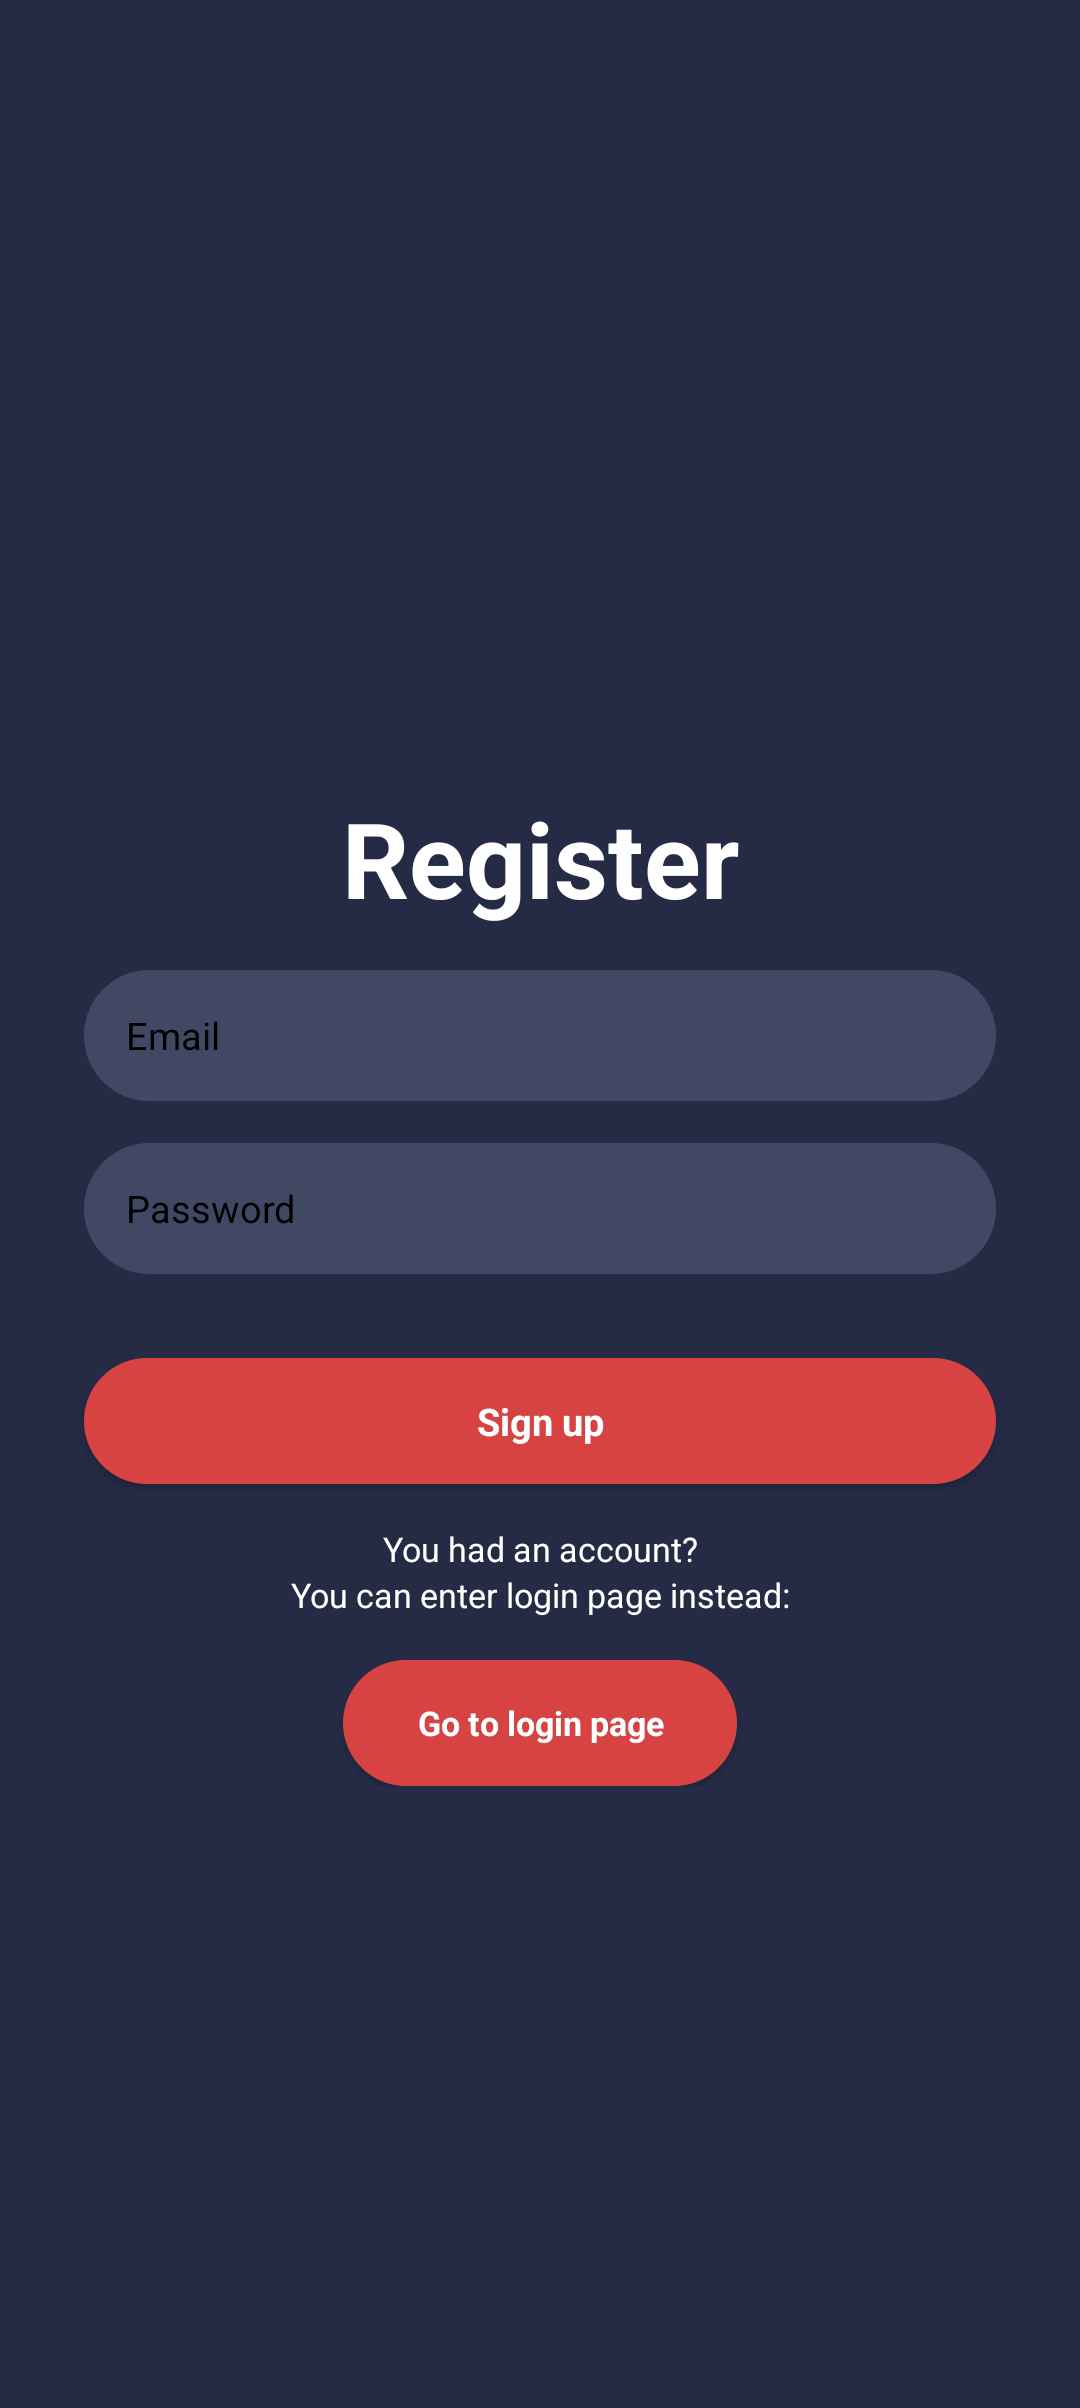 Register
Email
Password
Sign up
You had an account?
You can enter login page instead:
Go to login page